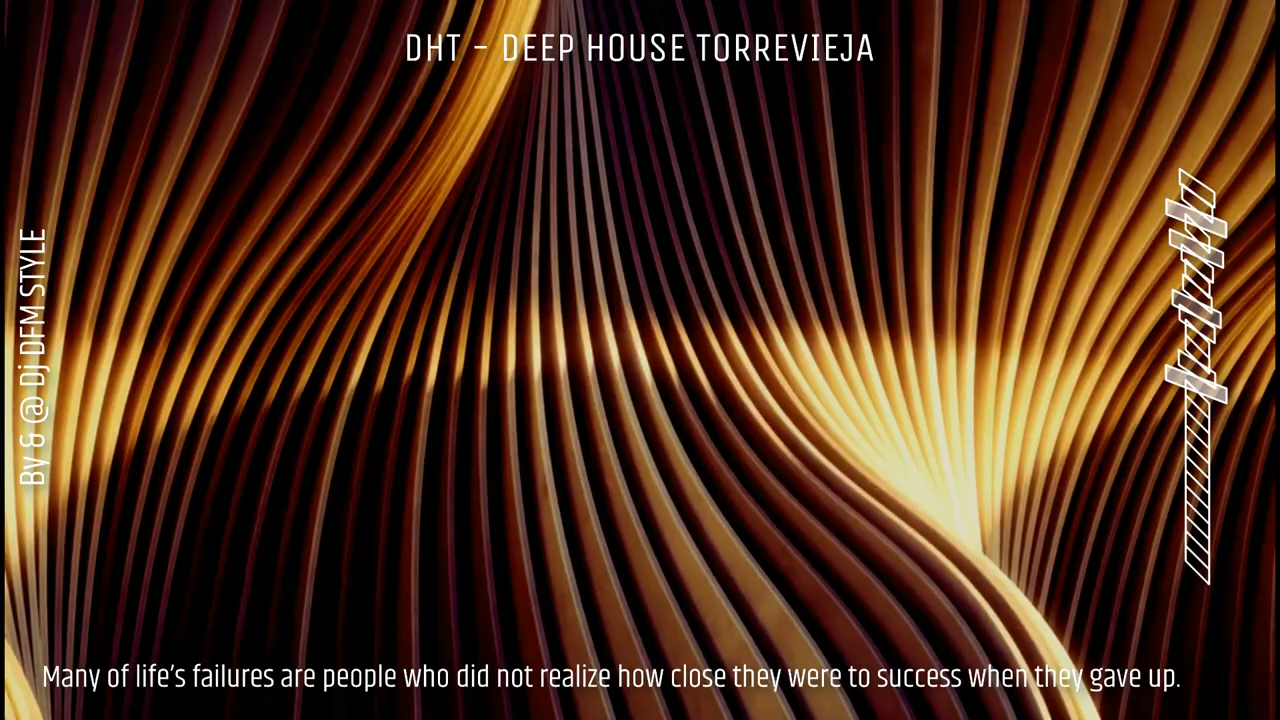 DHT - DEEP HOUSE TORREVIEJA
By & @ Dj DFM STYLE
Many of life's failures are people who did not realize how close they were to success when they gave up.